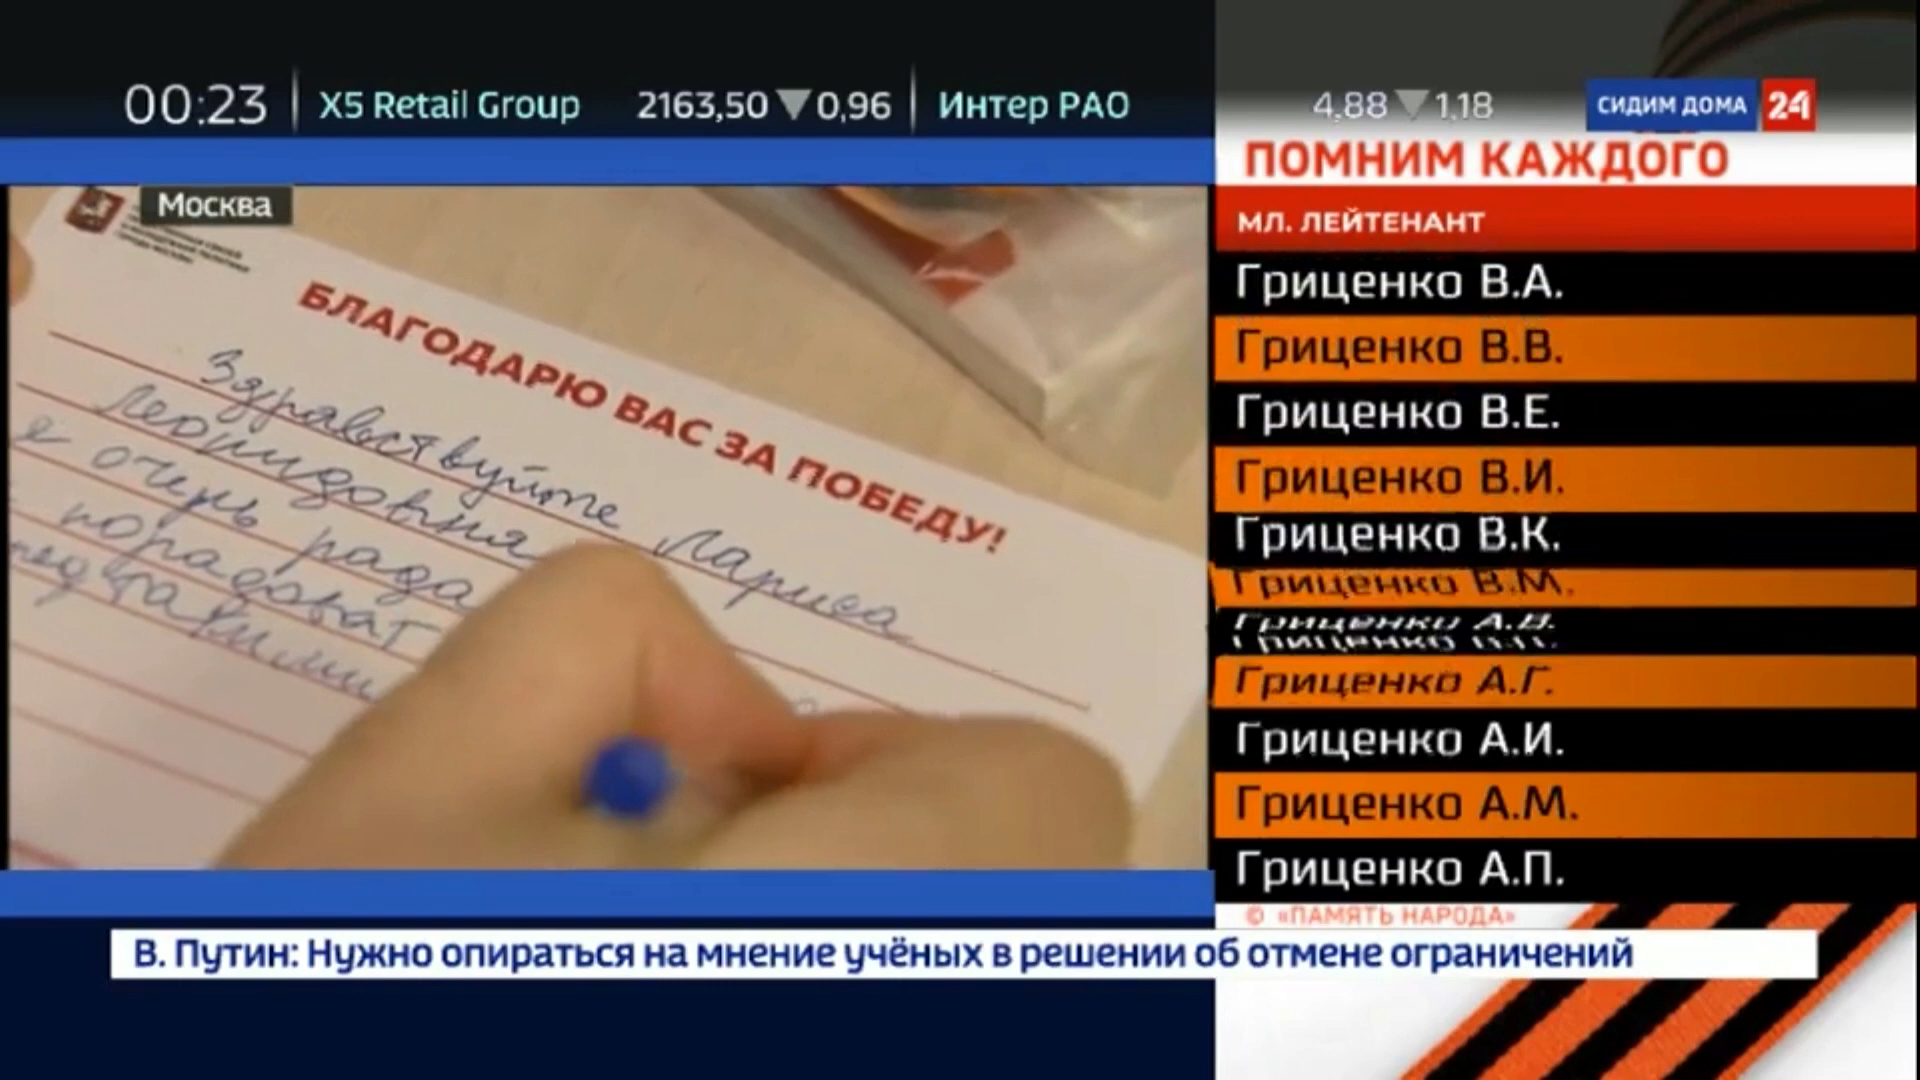 00:23 X5 Retail Group 2163,50▼0,96 Интер РАО 4,88▼1,18 СИДИМ ДОМА 24
Москва
БЛАГОДАРЮ ВАС ЗА ПОБЕДУ!
Здравствуйте Лариса
Леонидовна
я очень рада
ПОМНИМ КАЖДОГО
МЛ. ЛЕЙТЕНАНТ
Гриценко В.А.
Гриценко В.В.
Гриценко В.Е.
Гриценко В.И.
Гриценко В.К.
Гриценко В.М.
Гриценко А.В.
Гриценко А.Г.
Гриценко А.И.
Гриценко А.М.
Гриценко А.П.
© «ПАМЯТЬ НАРОДА»
В. Путин: Нужно опираться на мнение учёных в решении об отмене ограничений